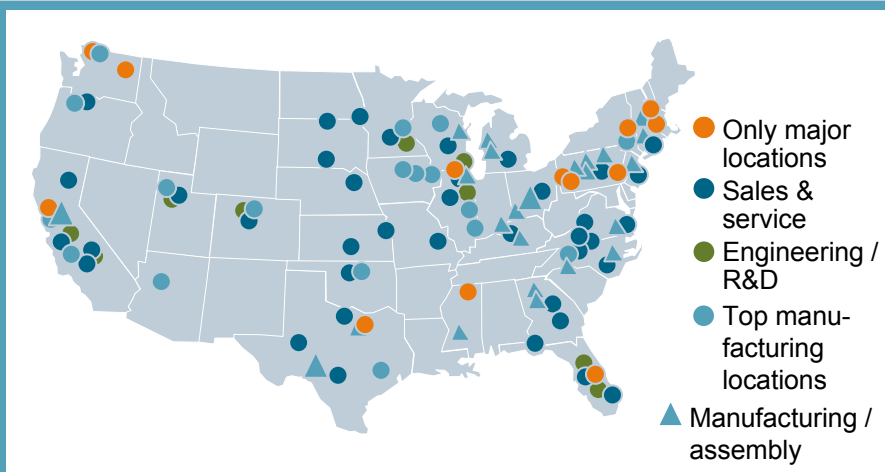 Only major
locations
Sales &
service
Engineering /
R&D
Top manu-
facturing
locations
Manufacturing /
assembly